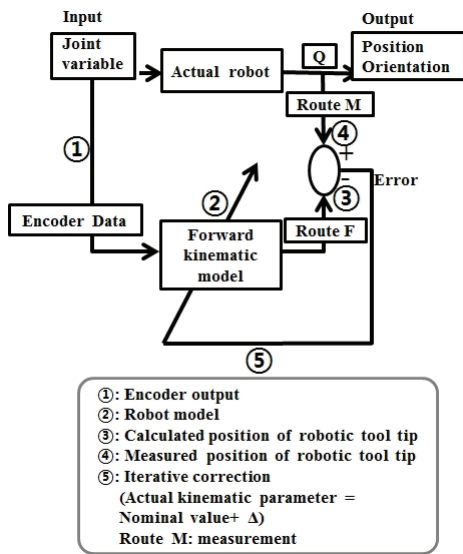 Input
Output
Joint
variable
Actual robot
Q
Position
Orientation
Route M
①
④
+
-
Error
②
③
Encoder Data
Forward
kinematic
model
Route F
⑤
①: Encoder output
②: Robot model
③: Calculated position of robotic tool tip
④: Measured position of robotic tool tip
⑤: Iterative correction
(Actual kinematic parameter =
Nominal value+ Δ)
Route M: measurement